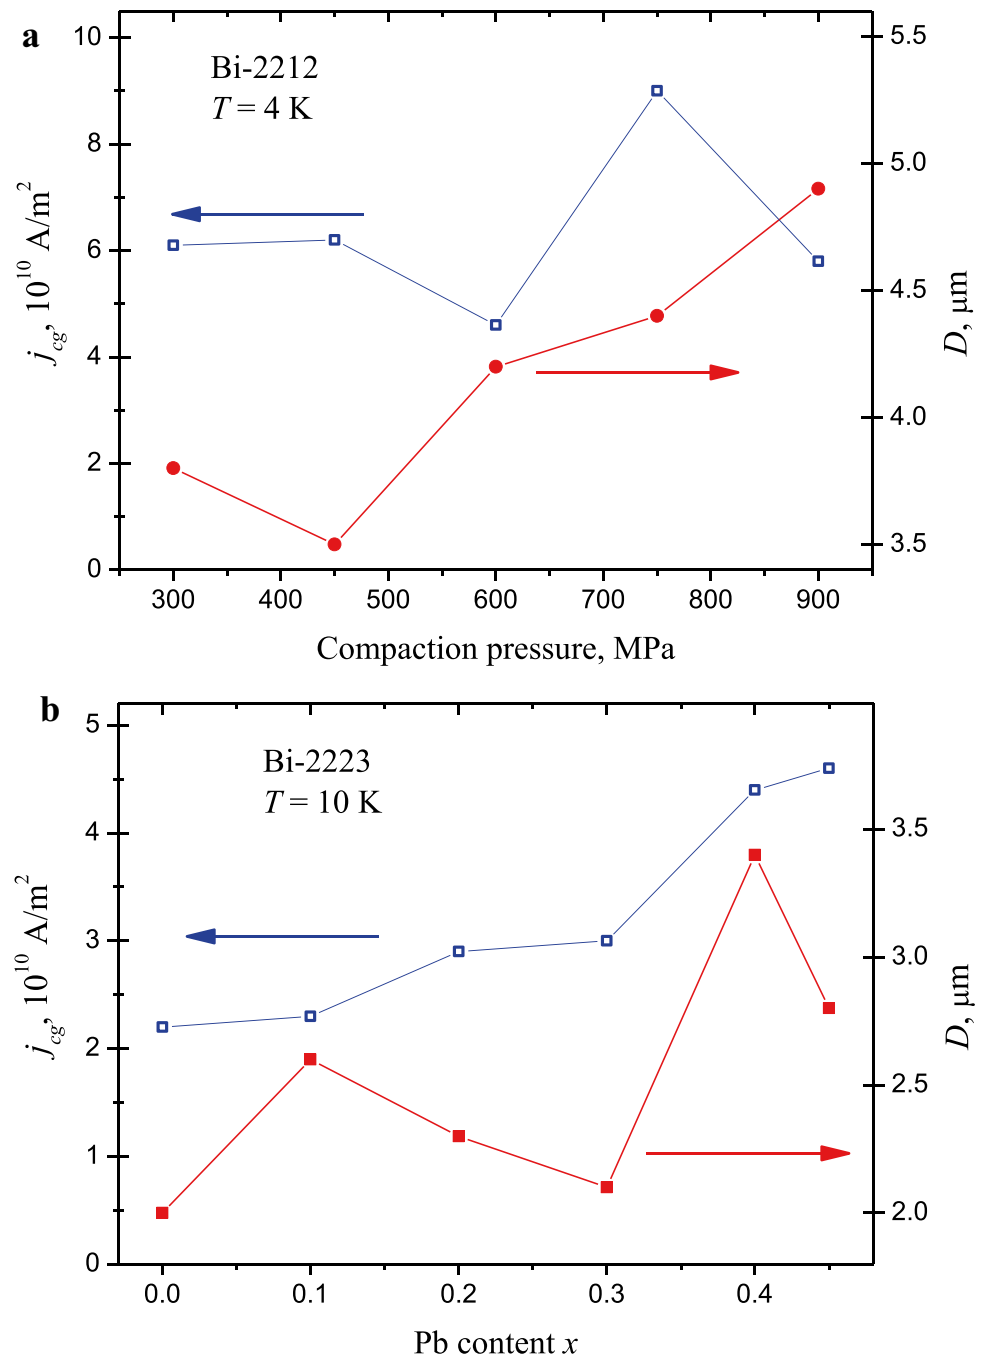 a
Bi-2212
T = 4 K
10
8
6
4
2
0
j_cg, 10^10 A/m^2
5.5
5.0
4.5
4.0
3.5
D, μm
300 400 500 600 700 800 900
Compaction pressure, MPa
b
Bi-2223
T = 10 K
5
4
3
2
1
0
j_cg, 10^10 A/m^2
3.5
3.0
2.5
2.0
D, μm
0.0 0.1 0.2 0.3 0.4
Pb content x